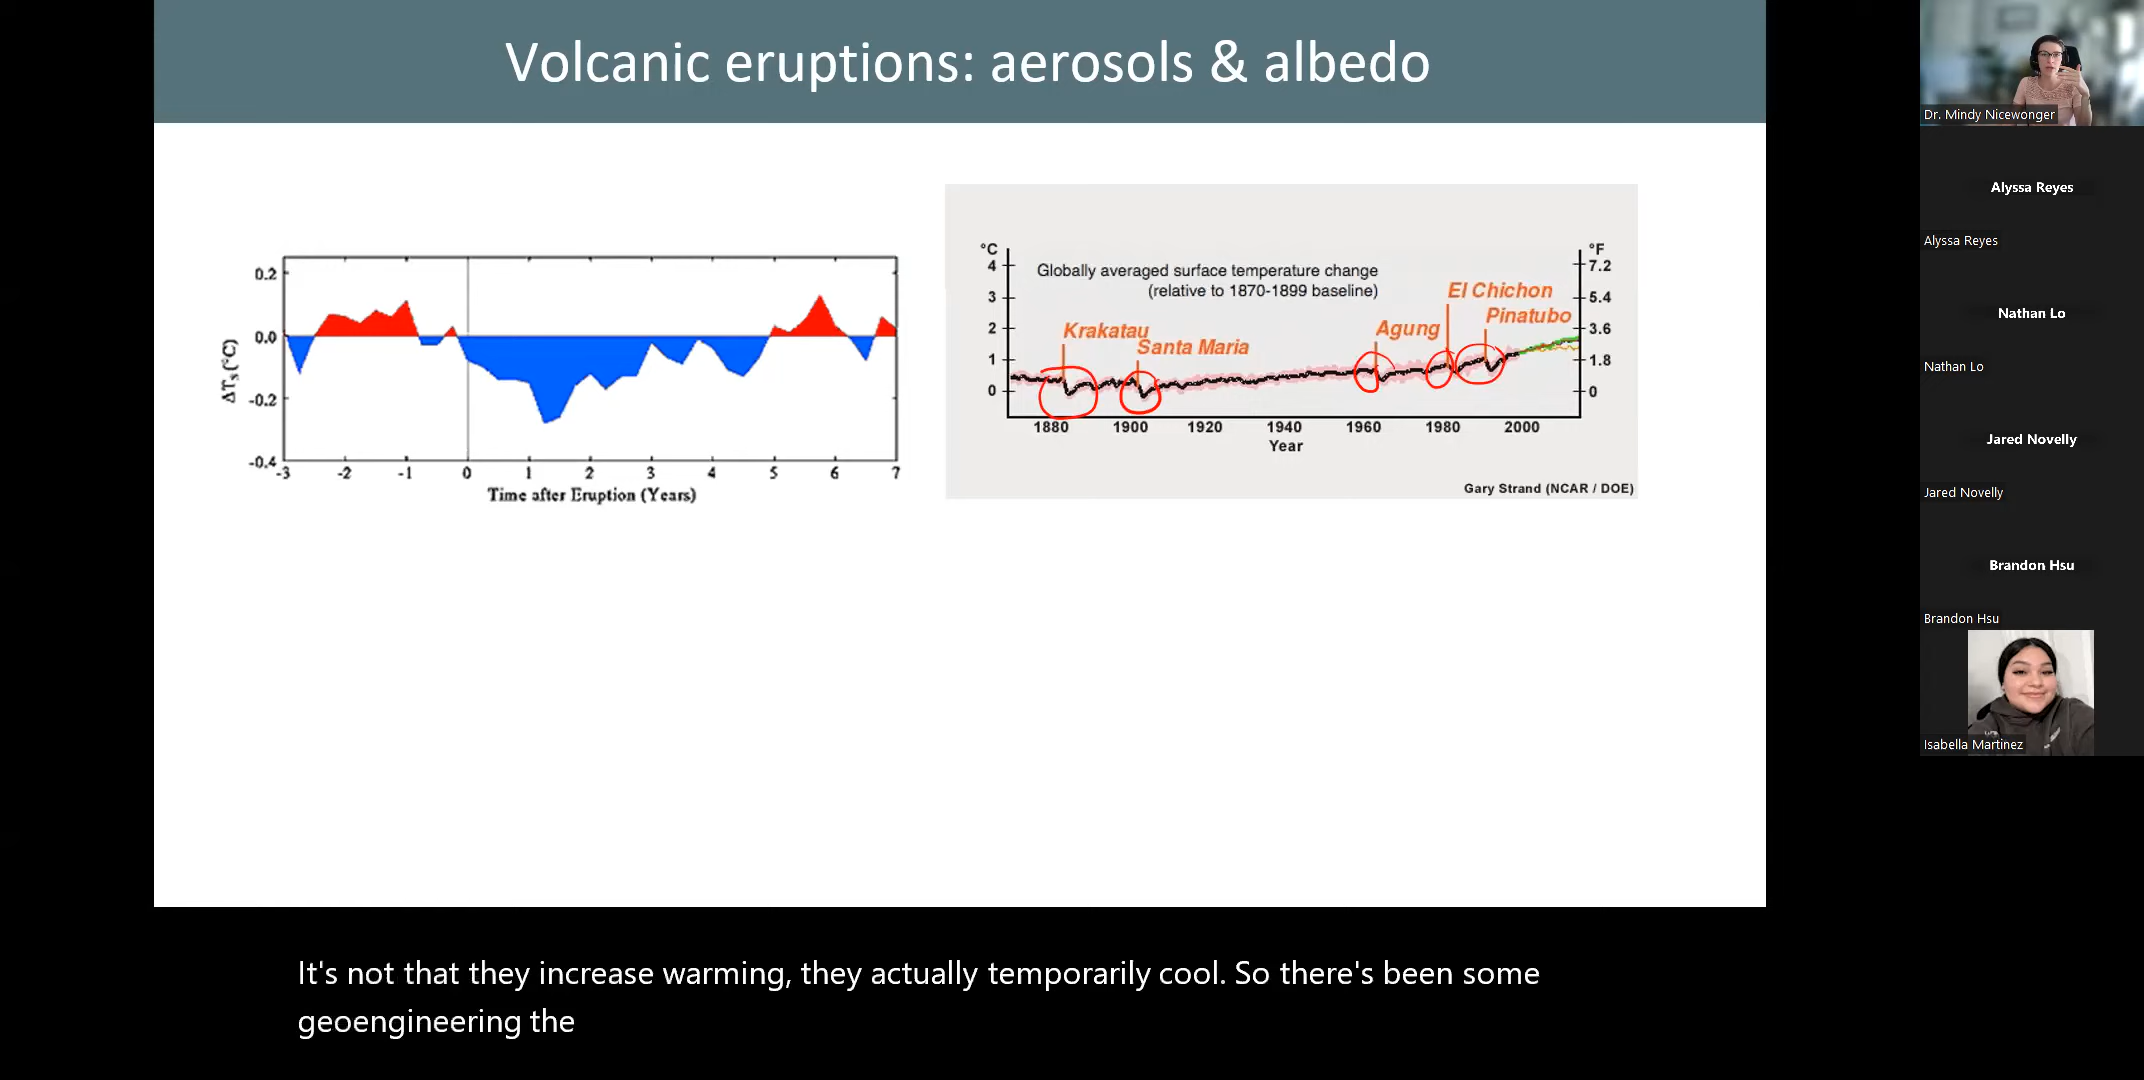 Volcanic eruptions: aerosols & albedo
0.2
0.0
-0.2
-0.4
ΔTs(°C)
-3 -2 -1 0 1 2 3 4 5 6 7
Time after Eruption (Years)
°C
4
3
2
1
0
Globally averaged surface temperature change
(relative to 1870-1899 baseline)
Krakatau
Santa Maria
Agung
El Chichon
Pinatubo
°F
7.2
5.4
3.6
1.8
0
1880 1900 1920 1940 1960 1980 2000
Year
Gary Strand (NCAR / DOE)
It's not that they increase warming, they actually temporarily cool. So there's been some
geoengineering the
Dr. Mindy Nicewonger
Alyssa Reyes
Alyssa Reyes
Nathan Lo
Nathan Lo
Jared Novelly
Jared Novelly
Brandon Hsu
Brandon Hsu
Isabella Martinez